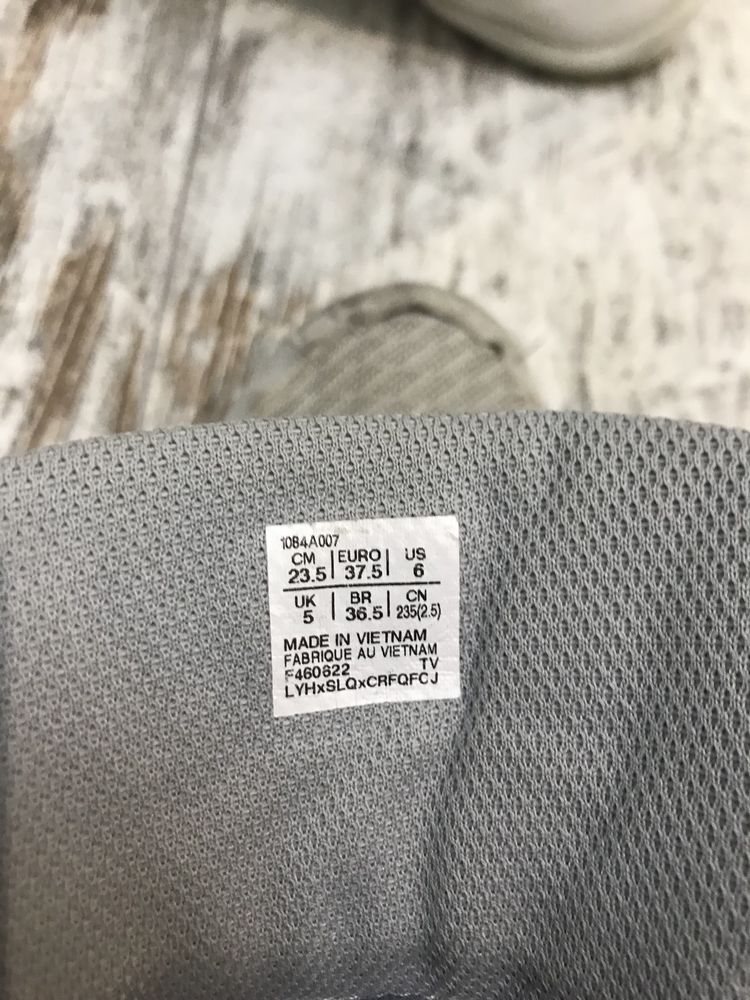 1084A007
CM | EURO | US
23.5 | 37.5 | 6
UK | BR | CN
5 | 36.5 | 235(2.5)
MADE IN VIETNAM
FABRIQUE AU VIETNAM
F460622 TV
LYHxSLQxCRFQFCJ